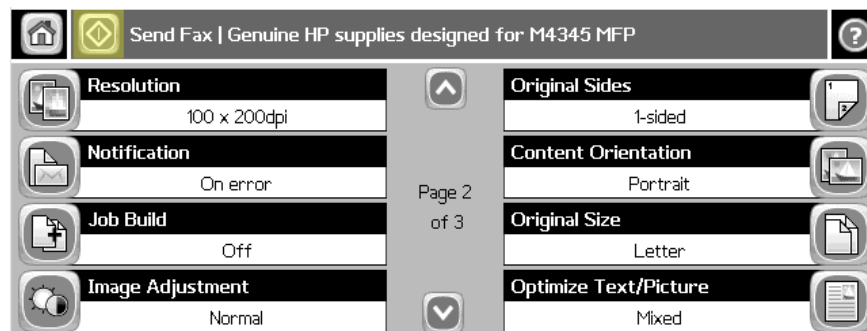 Send Fax | Genuine HP supplies designed for M4345 MFP
?
Resolution
100 x 200dpi
Notification
On error
Job Build
Off
Image Adjustment
Normal
Page 2
of 3
Original Sides
1-sided
1
2
Content Orientation
Portrait
Original Size
Letter
Optimize Text/Picture
Mixed